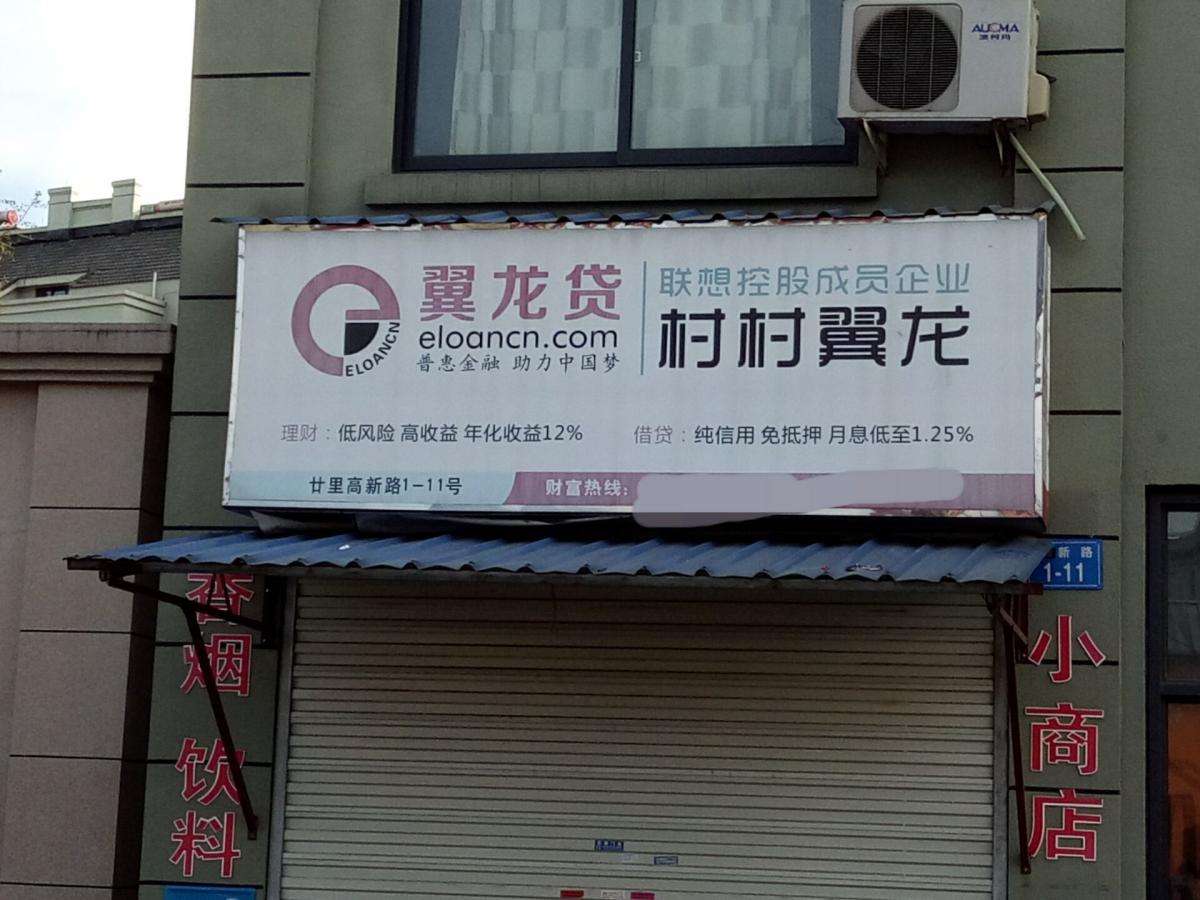 AUCMA
澳柯玛
翼龙贷
eloancn.com
普惠金融 助力中国梦
ELOANCN
联想控股成员企业
村村翼龙
理财：低风险 高收益 年化收益12%
借贷：纯信用 免抵押 月息低至1.25%
廿里高新路1-11号
财富热线：
新路
1-11
香烟
饮料
小商店